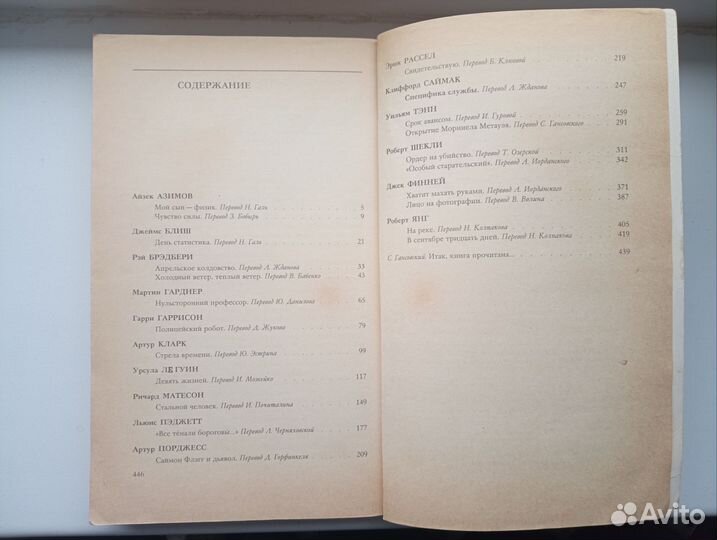 СОДЕРЖАНИЕ
Айзек АЗИМОВ
Мой сын — физик. Перевод Н. Галь 5
Чувство силы. Перевод З. Бобырь 9
Джеймс БЛИШ
День статистика. Перевод Н. Галь 21
Рэй БРЭДБЕРИ
Апрельское колдовство. Перевод Л. Жданова 33
Холодный ветер, теплый ветер. Перевод В. Бабенко 43
Мартин ГАРДНЕР
Нульсторонний профессор. Перевод Ю. Данилова 65
Гарри ГАРРИСОН
Полицейский робот. Перевод Д. Жукова 79
Артур КЛАРК
Стрела времени. Перевод Ю. Эстрина 99
Урсула ЛЕ ГУИН
Девять жизней. Перевод И. Можейко 117
Ричард МАТЕСОН
Стальной человек. Перевод И. Почиталина 149
Льюис ПЭДЖЕТТ
«Все тенали бороговы...» Перевод Л. Черняховской 177
Артур ПОРДЖЕСС
Саймон Флэгг и дьявол. Перевод Д. Горфинкеля 209
446
Эрик РАССЕЛ
Свидетельствую. Перевод Б. Клюевой 219
Клиффорд САЙМАК
Специфика службы. Перевод Л. Жданова 247
Уильям ТЭНН
Срок авансом. Перевод И. Гуровой 259
Открытие Морниела Метауэя. Перевод С. Гансовского 291
Роберт ШЕКЛИ
Ордер на убийство. Перевод Т. Озерской 311
«Особый старательский». Перевод А. Иорданского 342
Джек ФИННЕЙ
Хватит махать руками. Перевод А. Иорданского 371
Лицо на фотографии. Перевод В. Волина 387
Роберт ЯНГ
На реке. Перевод Н. Колпакова 405
В сентябре тридцать дней. Перевод Н. Колпакова 419
С. Гансовский. Итак, книга прочитана... 439
Avito